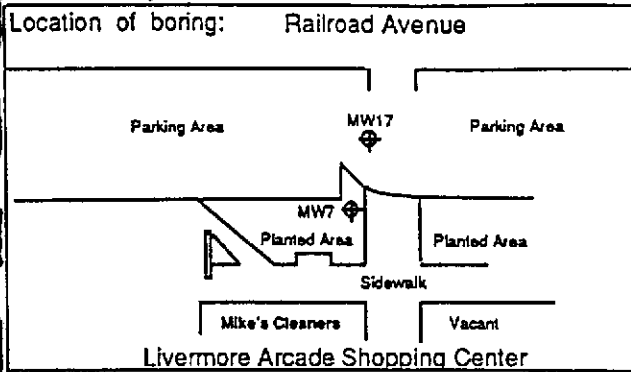 Location of boring: Railroad Avenue
Parking Area
MW17
Parking Area
MW7
Planted Area
Planted Area
Sidewalk
Mike's Cleaners
Vacant
Livermore Arcade Shopping Center